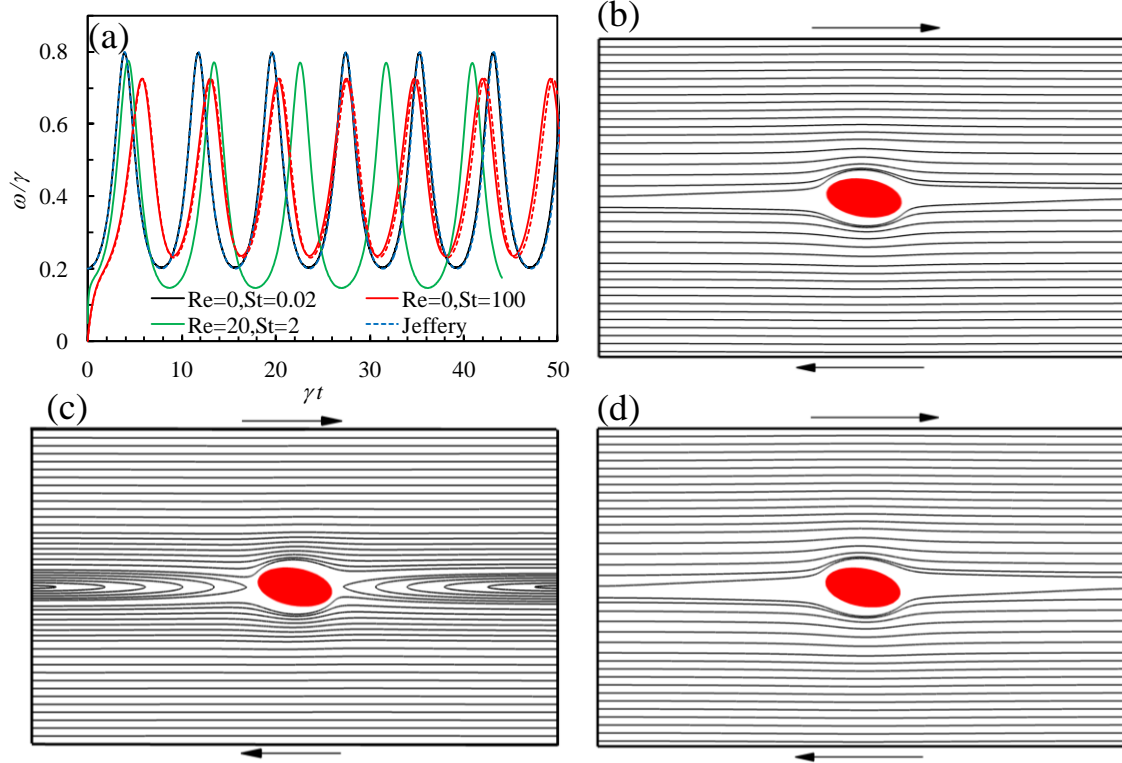 (a)
0.8
0.6
0.4
0.2
0
ω/γ
Re=0,St=0.02
Re=0,St=100
Re=20,St=2
Jeffery
0 10 20 30 40 50
γ t
(b)
(c)
(d)